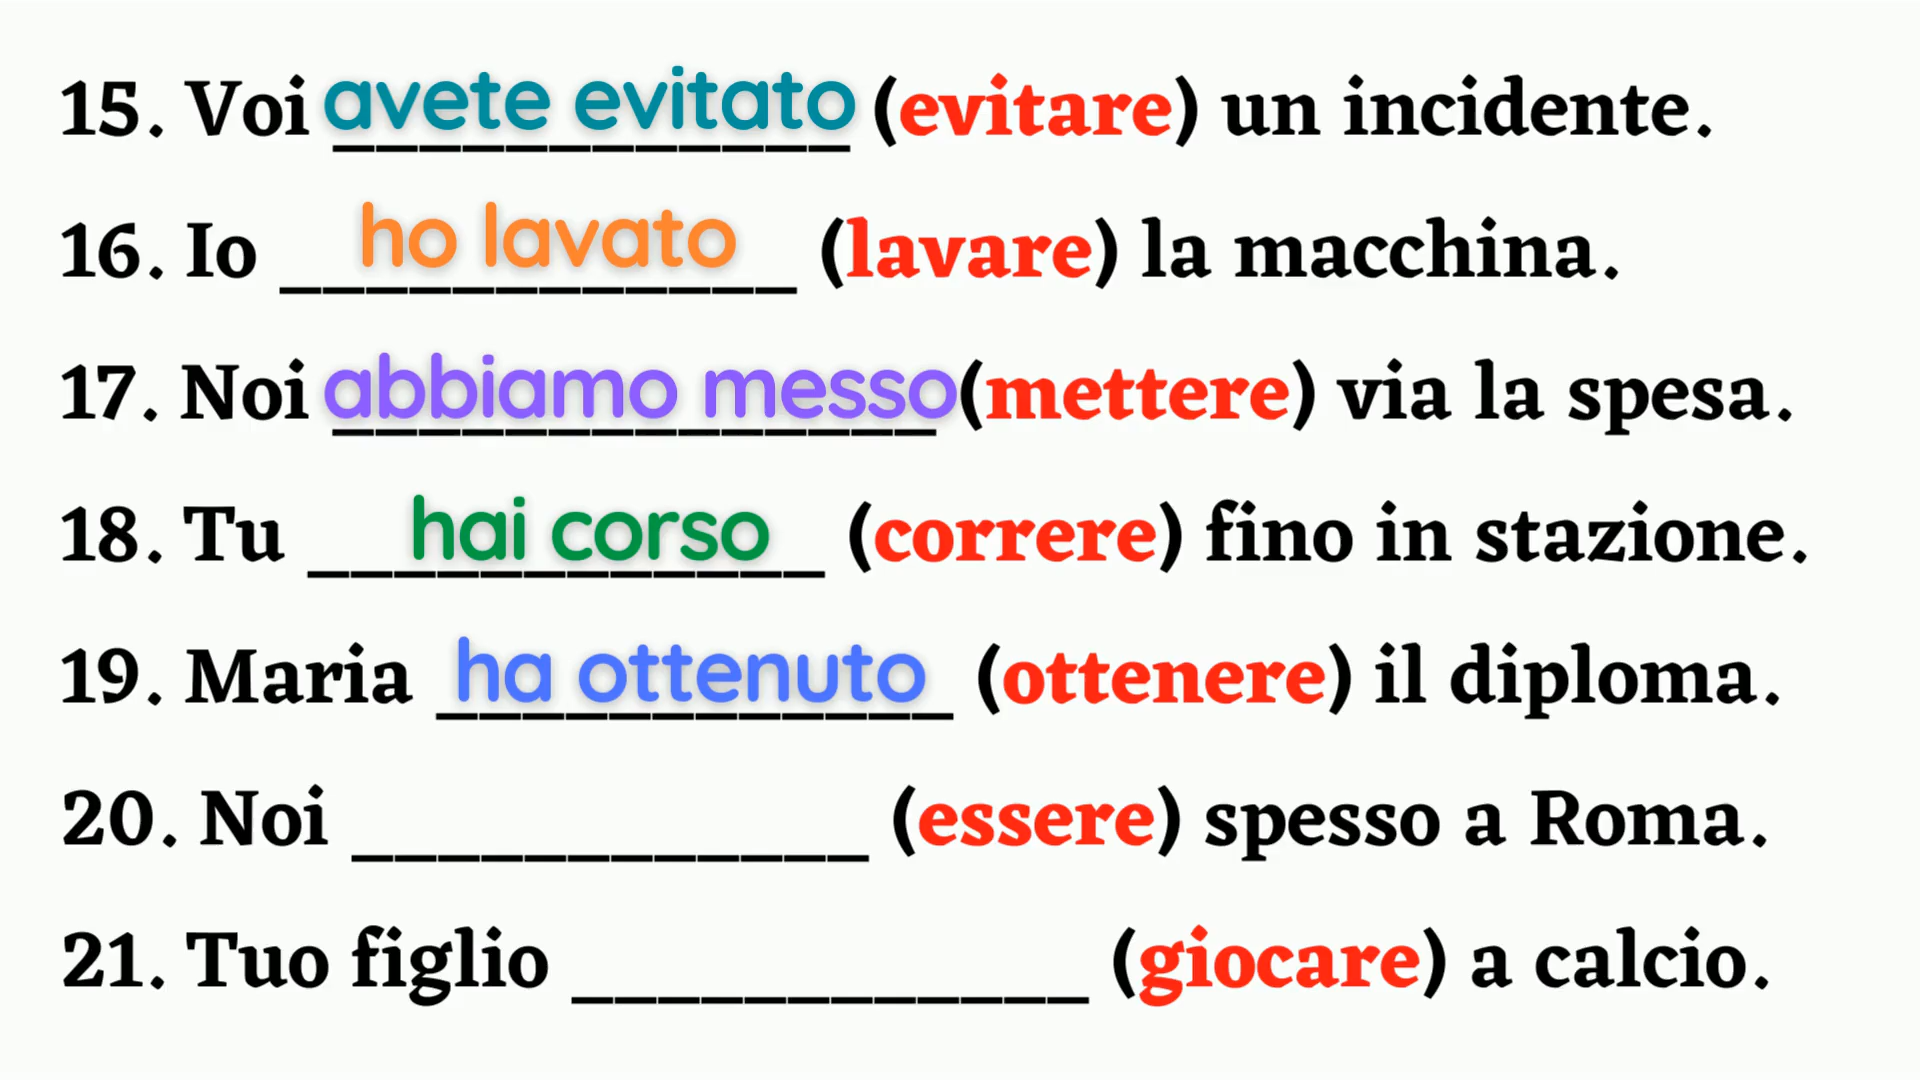 15. Voi avete evitato (evitare) un incidente.
16. Io ho lavato (lavare) la macchina.
17. Noi abbiamo messo (mettere) via la spesa.
18. Tu hai corso (correre) fino in stazione.
19. Maria ha ottenuto (ottenere) il diploma.
20. Noi ____________ (essere) spesso a Roma.
21. Tuo figlio ____________ (giocare) a calcio.